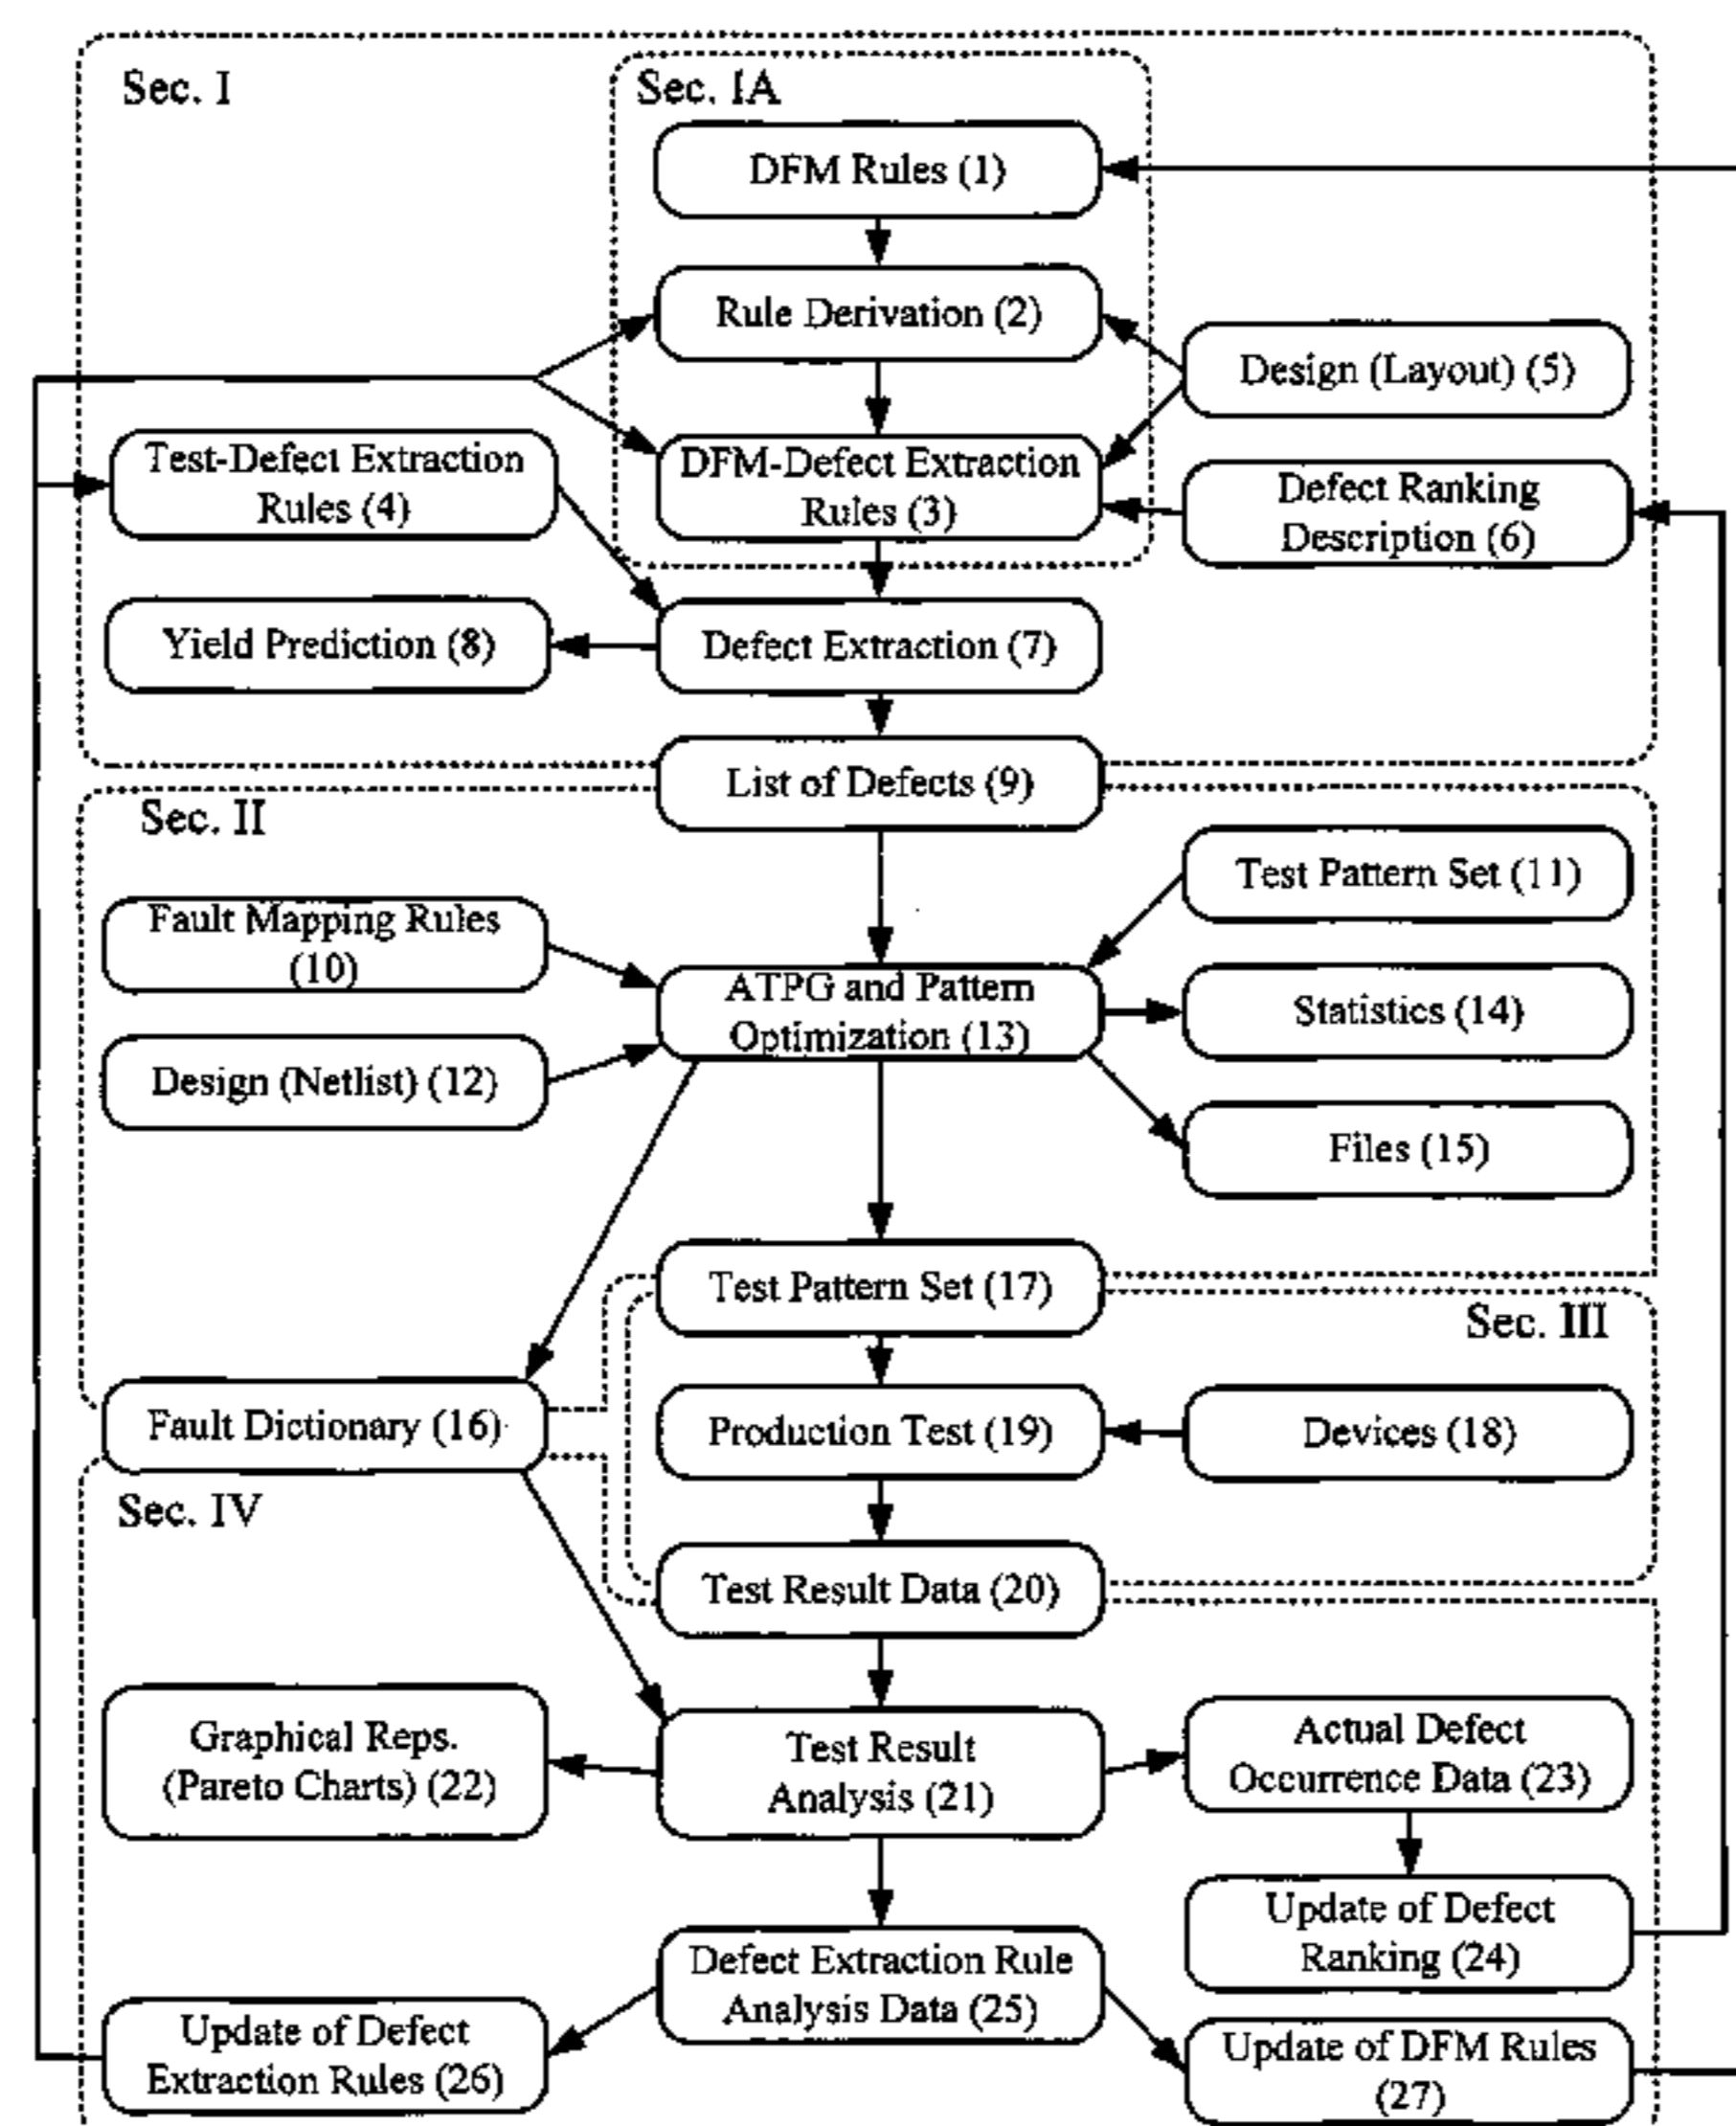 Sec. I
Sec. IA
DFM Rules (1)
Rule Derivation (2)
Design (Layout) (5)
Test-Defect Extraction
Rules (4)
DFM-Defect Extraction
Rules (3)
Defect Ranking
Description (6)
Yield Prediction (8)
Defect Extraction (7)
List of Defects (9)
Sec. II
Test Pattern Set (11)
Fault Mapping Rules
(10)
ATPG and Pattern
Optimization (13)
Statistics (14)
Design (Netlist) (12)
Files (15)
Test Pattern Set (17)
Sec. III
Fault Dictionary (16)
Production Test (19)
Devices (18)
Sec. IV
Test Result Data (20)
Graphical Reps.
(Pareto Charts) (22)
Test Result
Analysis (21)
Actual Defect
Occurrence Data (23)
Update of Defect
Ranking (24)
Defect Extraction Rule
Analysis Data (25)
Update of Defect
Extraction Rules (26)
Update of DFM Rules
(27)